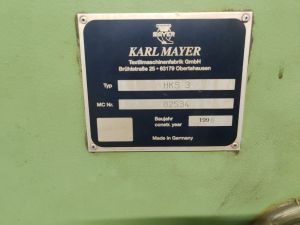 MAYER
KARL MAYER
Textilmaschinenfabrik GmbH
Brühlstraße 25 • 63179 Obertshausen
Typ HKS 3
MC Nr. 62534
Baujahr
constr. year 199
Made in Germany